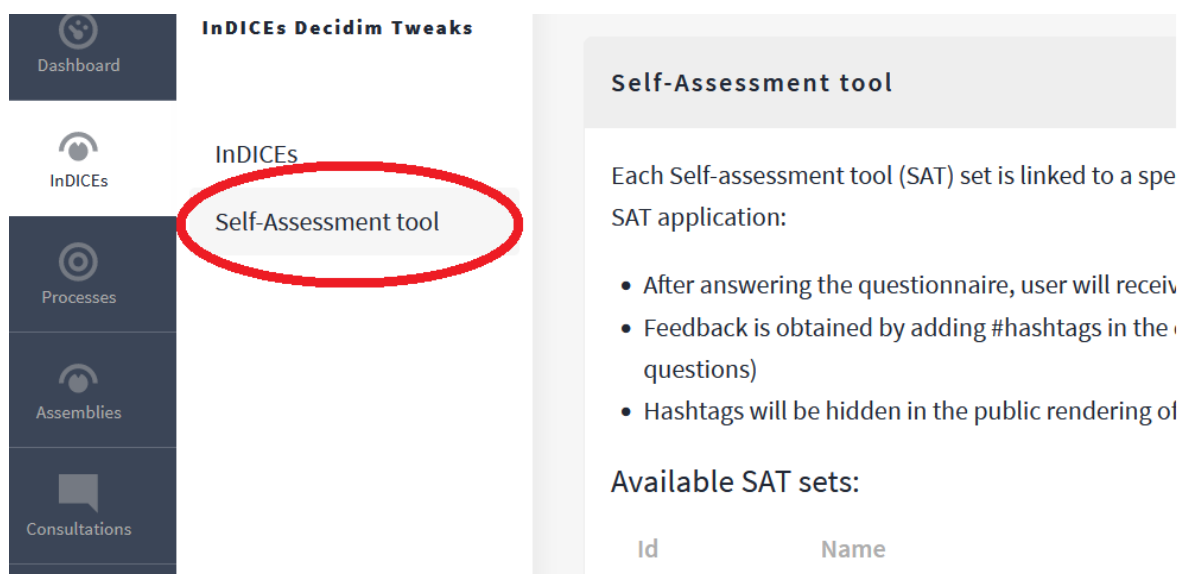 Dashboard
InDICEs
Processes
Assemblies
Consultations
InDICEs Decidim Tweaks
InDICEs
Self-Assessment tool
Self-Assessment tool
Each Self-assessment tool (SAT) set is linked to a spe
SAT application:
• After answering the questionnaire, user will receiv
• Feedback is obtained by adding #hashtags in the
questions)
• Hashtags will be hidden in the public rendering of
Available SAT sets:
Id Name